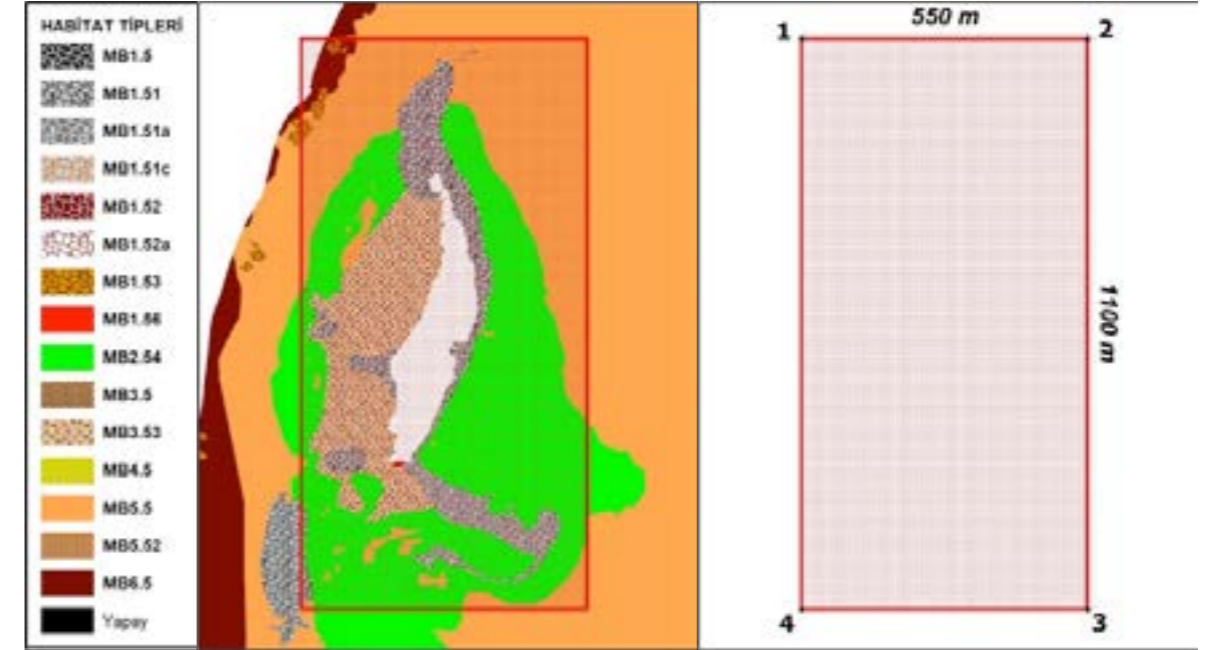 HABİTAT TİPLERİ
MB1.5
MB1.51
MB1.51a
MB1.51c
MB1.52
MB1.52a
MB1.53
MB1.56
MB2.54
MB3.5
MB3.53
MB4.5
MB5.5
MB5.52
MB6.5
Yapay
550 m
1
2
1100 m
4
3